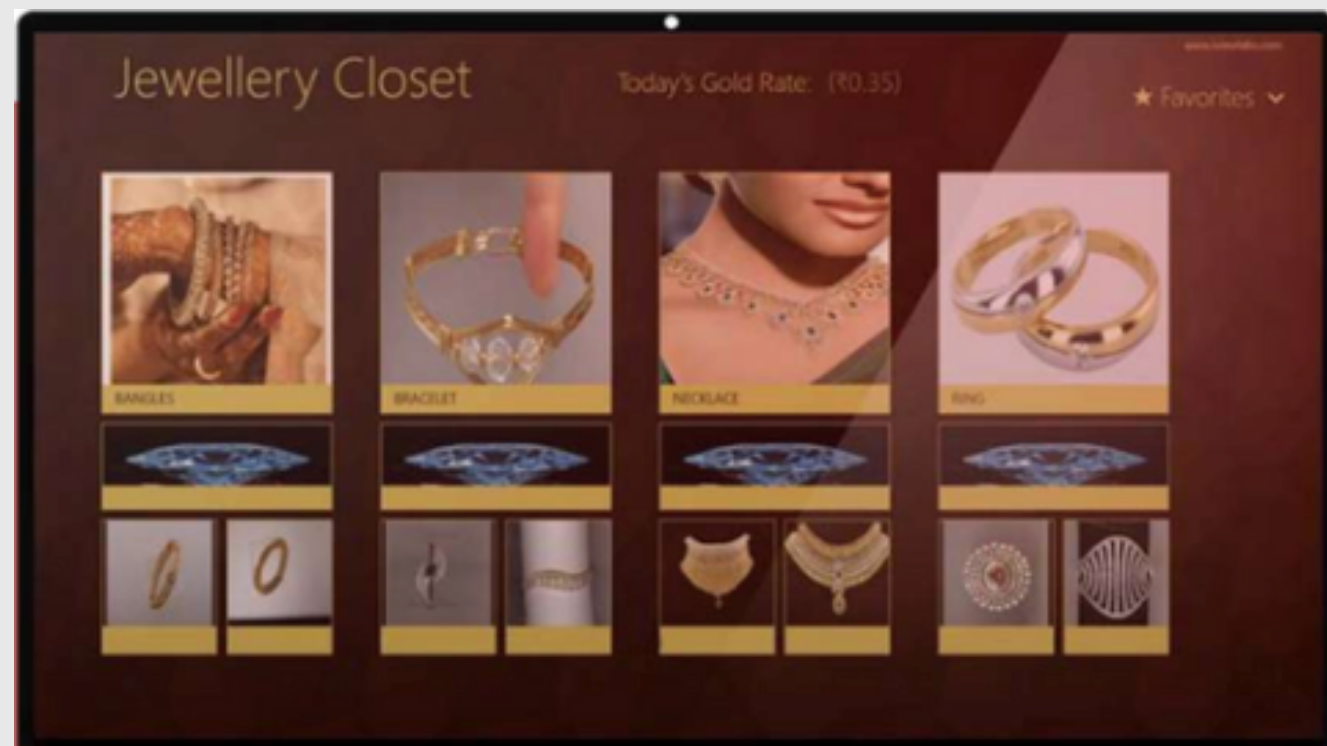 Jewellery Closet
Today's Gold Rate: (₹0.35)
★ Favorites
BANGLES
BRACELET
NECKLACE
RING